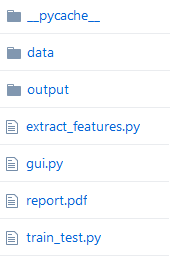 __pycache__
data
output
extract_features.py
gui.py
report.pdf
train_test.py